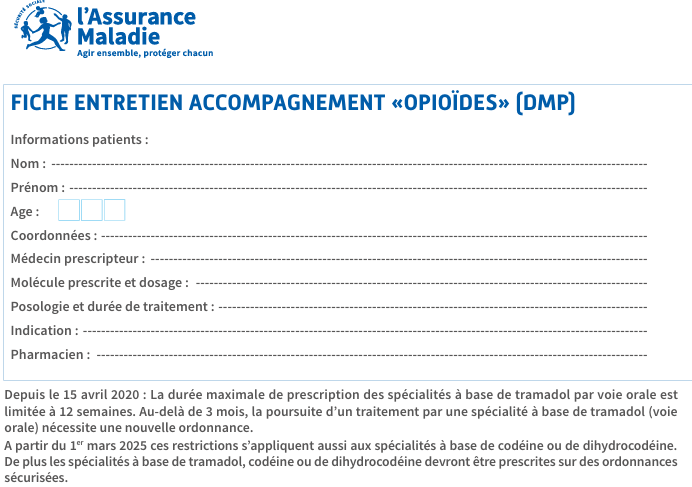 SÉCURITÉ SOCIALE
l'Assurance
Maladie
Agir ensemble, protéger chacun
FICHE ENTRETIEN ACCOMPAGNEMENT «OPIOÏDES» (DMP)
Informations patients :
Nom :
Prénom :
Age :
Coordonnées :
Médecin prescripteur :
Molécule prescrite et dosage :
Posologie et durée de traitement :
Indication :
Pharmacien :
Depuis le 15 avril 2020 : La durée maximale de prescription des spécialités à base de tramadol par voie orale est
limitée à 12 semaines. Au-delà de 3 mois, la poursuite d'un traitement par une spécialité à base de tramadol (voie
orale) nécessite une nouvelle ordonnance.
A partir du 1er mars 2025 ces restrictions s'appliquent aussi aux spécialités à base de codéine ou de dihydrocodéine.
De plus les spécialités à base de tramadol, codéine ou de dihydrocodéine devront être prescrites sur des ordonnances
sécurisées.